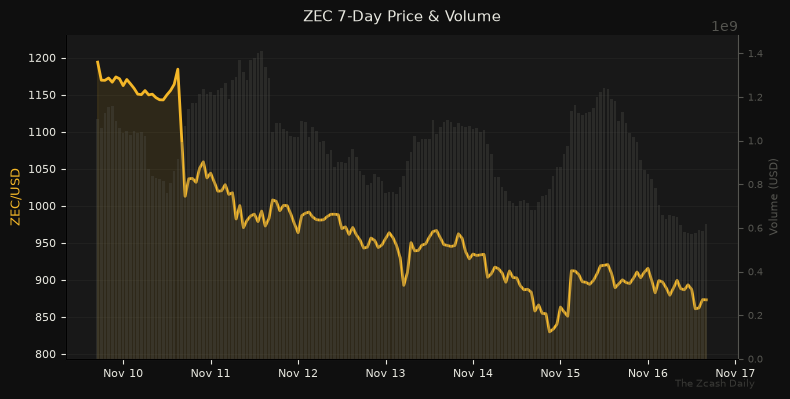 ZEC 7-Day Price & Volume
1e9
1200
1150
1100
1050
1000
950
900
850
800
ZEC/USD
1.4
1.2
1.0
0.8
0.6
0.4
0.2
0.0
Volume (USD)
Nov 10 Nov 11 Nov 12 Nov 13 Nov 14 Nov 15 Nov 16 Nov 17
The Zcash Daily